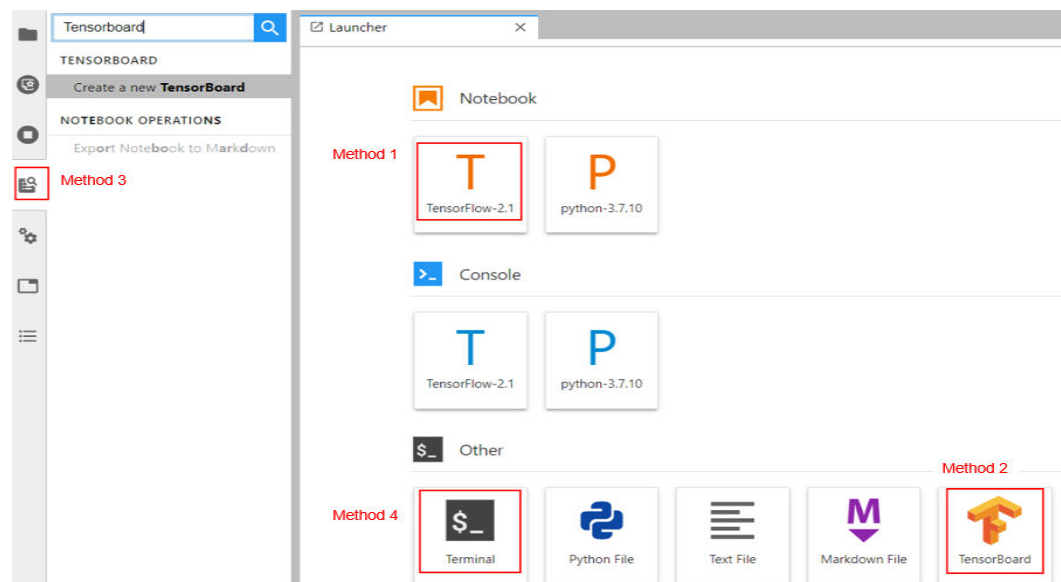 Tensorboard
TENSORBOARD
Create a new TensorBoard
NOTEBOOK OPERATIONS
Export Notebook to Markdown
Method 3
Launcher
Notebook
Method 1
T
TensorFlow-2.1
P
python-3.7.10
>_ Console
T
TensorFlow-2.1
P
python-3.7.10
$_ Other
Method 2
Method 4
$_
Terminal
Python File
Text File
M
Markdown File
TensorBoard